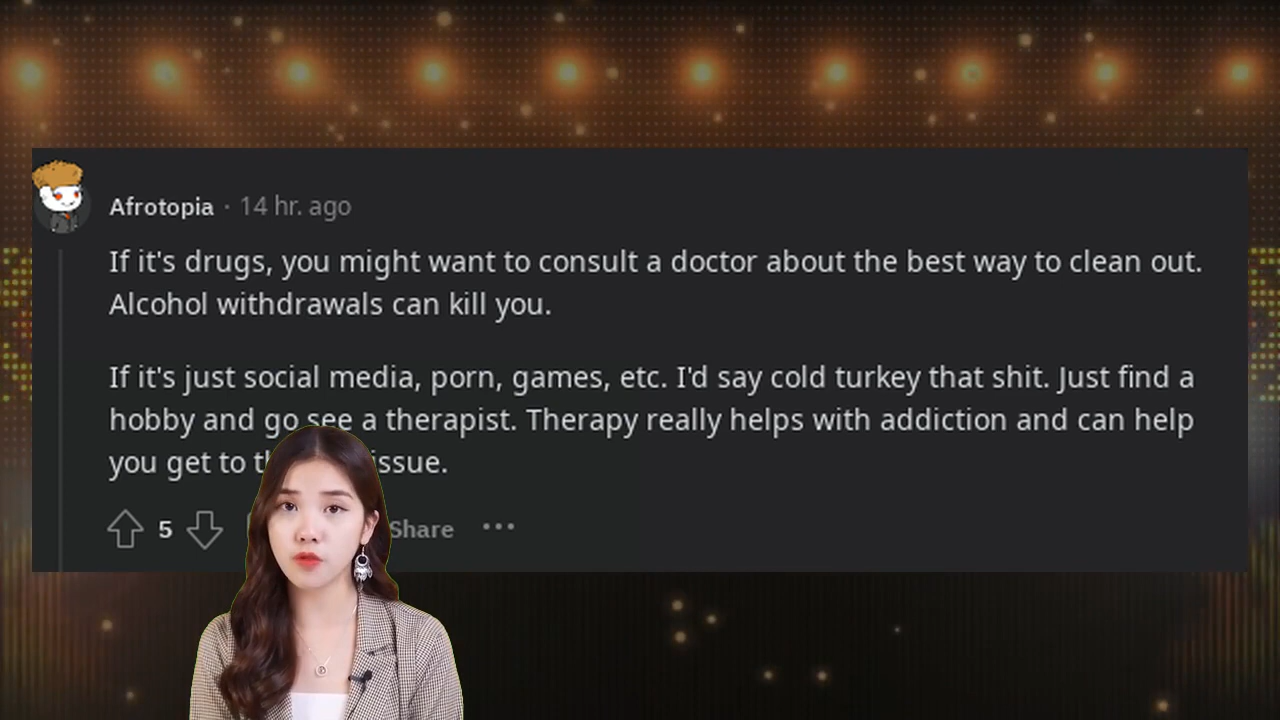 Afrotopia · 14 hr. ago
If it's drugs, you might want to consult a doctor about the best way to clean out.
Alcohol withdrawals can kill you.
If it's just social media, porn, games, etc. I'd say cold turkey that shit. Just find a
hobby and go see a therapist. Therapy really helps with addiction and can help
you get to issue.
5 Share